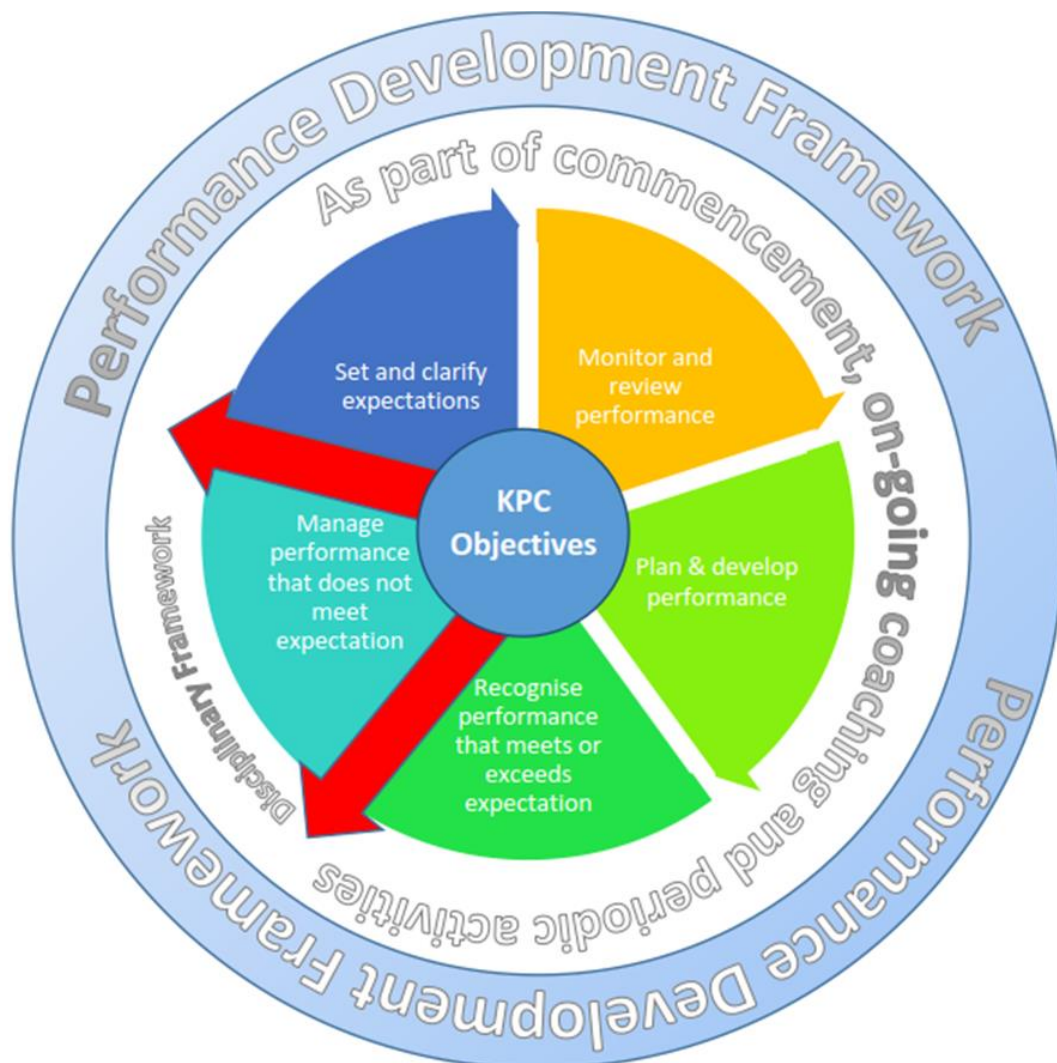 Performance Development Framework
As part of commencement, on-going coaching and periodic activities
Set and clarify
expectations
Monitor and
review
performance
KPC
Objectives
Plan & develop
performance
Recognise
performance
that meets or
exceeds
expectation
Manage
performance
that does not
meet
expectation
Disciplinary Framework
Performance Development Framework